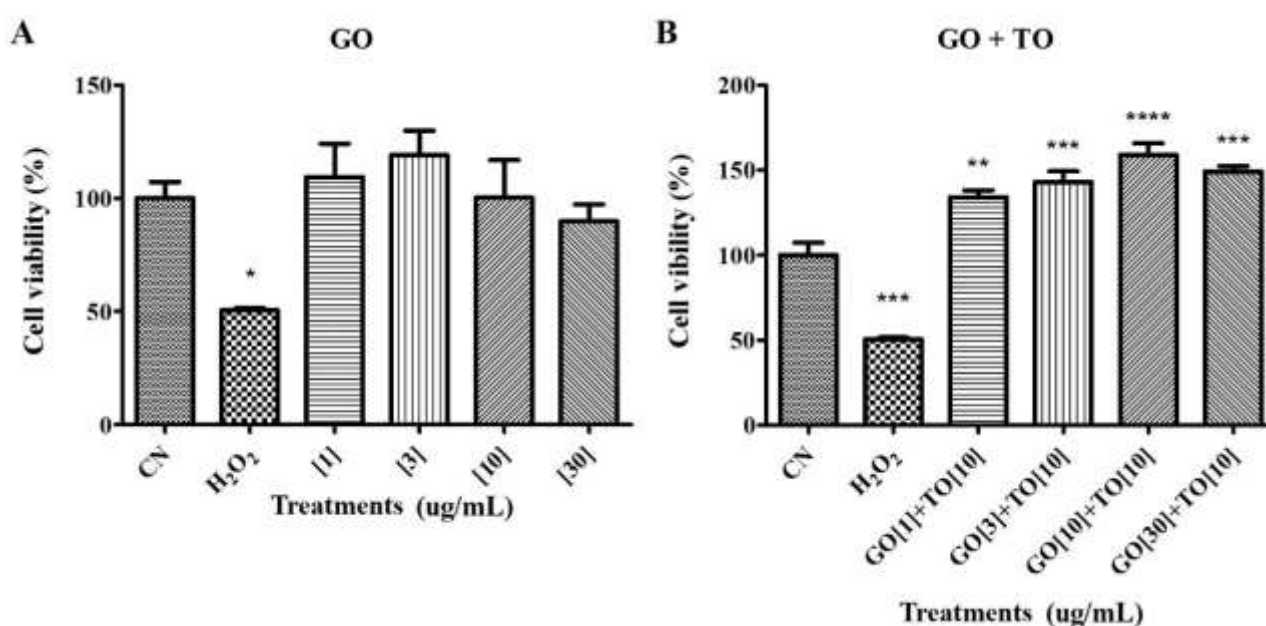 A
GO
150
100
50
0
Cell viability (%)
*
CN
H₂O₂
[1]
[3]
[10]
[30]
Treatments (ug/mL)
B
GO + TO
200
150
100
50
0
Cell vibility (%)
***
**
***
****
***
CN
H₂O₂
GO[1]+TO[10]
GO[3]+TO[10]
GO[10]+TO[10]
GO[30]+TO[10]
Treatments (ug/mL)